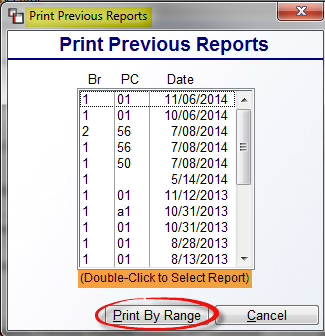 Print Previous Reports
Print Previous Reports
Br PC Date
1 01 11/06/2014
1 01 10/06/2014
2 56 7/08/2014
1 56 7/08/2014
1 50 7/08/2014
1 5/14/2014
1 01 11/12/2013
1 a1 10/31/2013
1 01 10/31/2013
1 01 8/28/2013
1 01 8/13/2013
(Double-Click to Select Report)
Print By Range Cancel